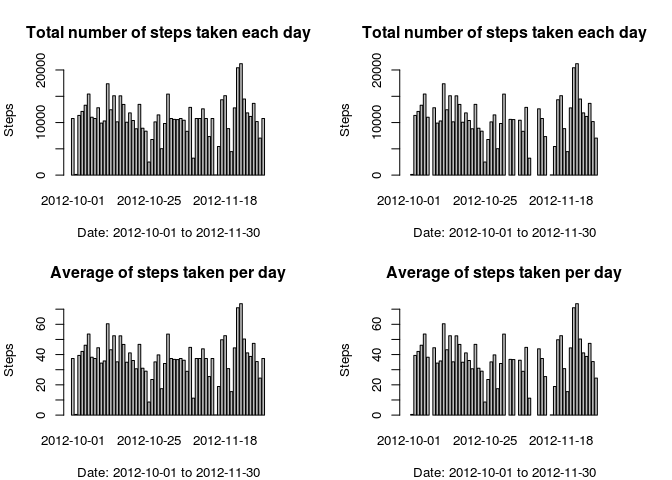 Total number of steps taken each day
Steps
20000
10000
0
2012-10-01 2012-10-25 2012-11-18
Date: 2012-10-01 to 2012-11-30
Total number of steps taken each day
Steps
20000
10000
0
2012-10-01 2012-10-25 2012-11-18
Date: 2012-10-01 to 2012-11-30
Average of steps taken per day
Steps
60
40
20
0
2012-10-01 2012-10-25 2012-11-18
Date: 2012-10-01 to 2012-11-30
Average of steps taken per day
Steps
60
40
20
0
2012-10-01 2012-10-25 2012-11-18
Date: 2012-10-01 to 2012-11-30